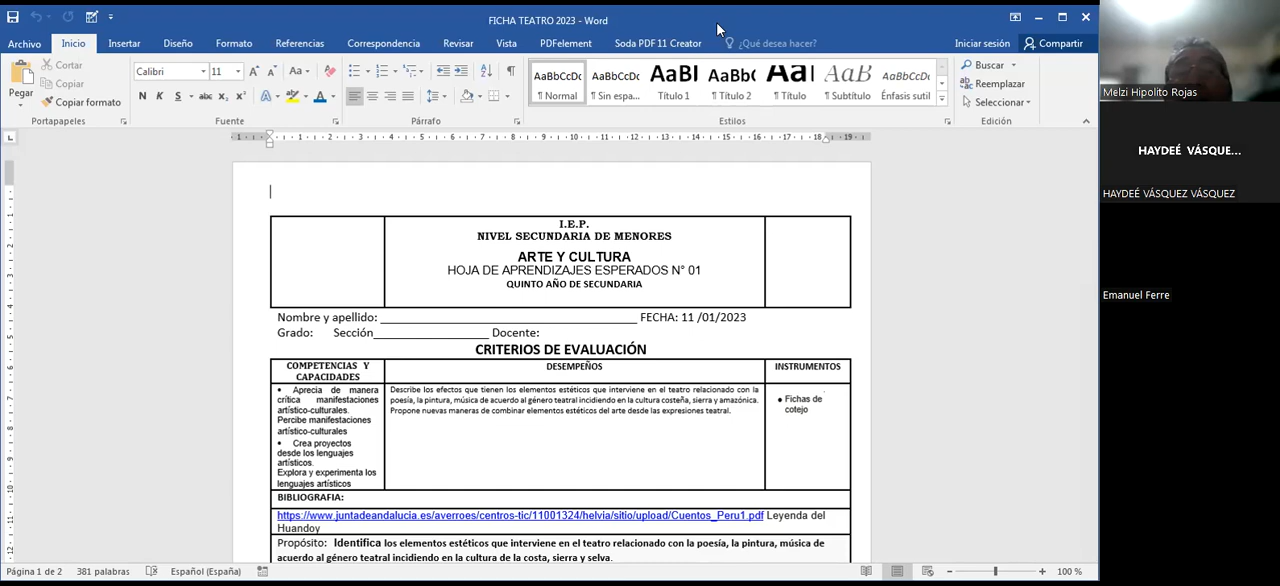 FICHA TEATRO 2023 - Word
Archivo Inicio Insertar Diseño Formato Referencias Correspondencia Revisar Vista PDFelement Soda PDF 11 Creator ¿Qué desea hacer? Iniciar sesión Compartir
Pegar
Cortar
Copiar
Copiar formato
Portapapeles
Calibri 11
Fuente
Párrafo
AaBbCcDc AaBbCcDc AaBI AaBbC AaI AaB AaBbCcDc
¶ Normal ¶ Sin espa... ¶ Título 1 ¶ Título 2 ¶ Título ¶ Subtítulo Énfasis sutil
Estilos
Buscar
Reemplazar
Seleccionar
Edición
I.E.P.
NIVEL SECUNDARIA DE MENORES
ARTE Y CULTURA
HOJA DE APRENDIZAJES ESPERADOS N° 01
QUINTO AÑO DE SECUNDARIA
Nombre y apellido: ______________________ FECHA: 11 /01/2023
Grado: Sección__________________ Docente:
CRITERIOS DE EVALUACIÓN
COMPETENCIAS Y
CAPACIDADES
DESEMPEÑOS
INSTRUMENTOS
• Aprecia de manera
crítica manifestaciones
artístico-culturales.
Percibe manifestaciones
artístico-culturales
• Crea proyectos
desde los lenguajes
artísticos.
Explora y experimenta los
lenguajes artísticos
Describe los efectos que tienen los elementos estéticos que interviene en el teatro relacionado con la
poesía, la pintura, música de acuerdo al género teatral incidiendo en la cultura costeña, sierra y amazónica.
Propone nuevas maneras de combinar elementos estéticos del arte desde las expresiones teatral.
• Fichas de
cotejo
BIBLIOGRAFIA:
https://www.juntadeandalucia.es/averroes/centros-tic/11001324/helvia/sitio/upload/Cuentos_Peru1.pdf Leyenda del
Huandoy
Propósito: Identifica los elementos estéticos que interviene en el teatro relacionado con la poesía, la pintura, música de
acuerdo al género teatral incidiendo en la cultura de la costa, sierra y selva.
Página 1 de 2 381 palabras Español (España) 100 %
Melzi Hipolito Rojas
HAYDEÉ VÁSQUE...
HAYDEÉ VÁSQUEZ VÁSQUEZ
Emanuel Ferre